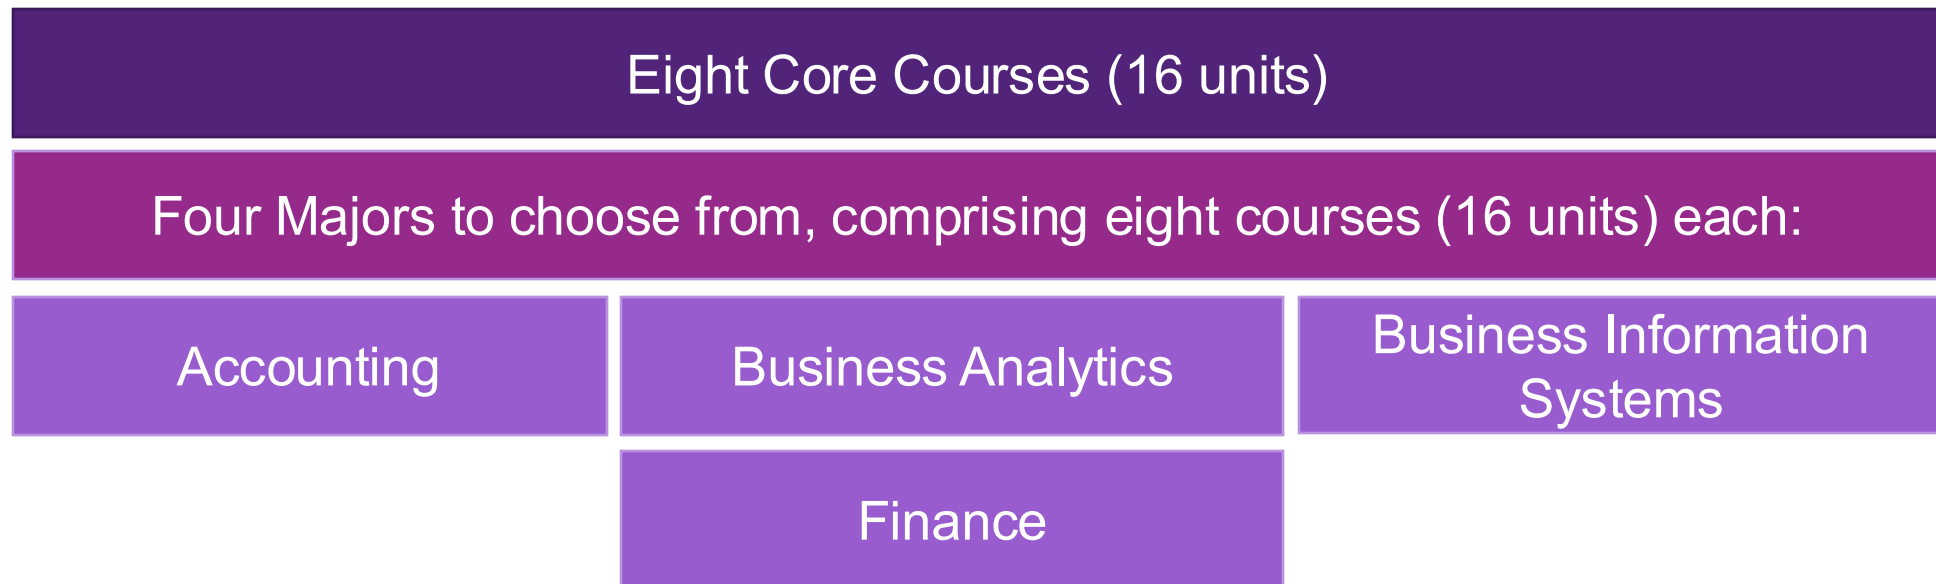 Eight Core Courses (16 units)
Four Majors to choose from, comprising eight courses (16 units) each:
Accounting
Business Analytics
Business Information
Systems
Finance